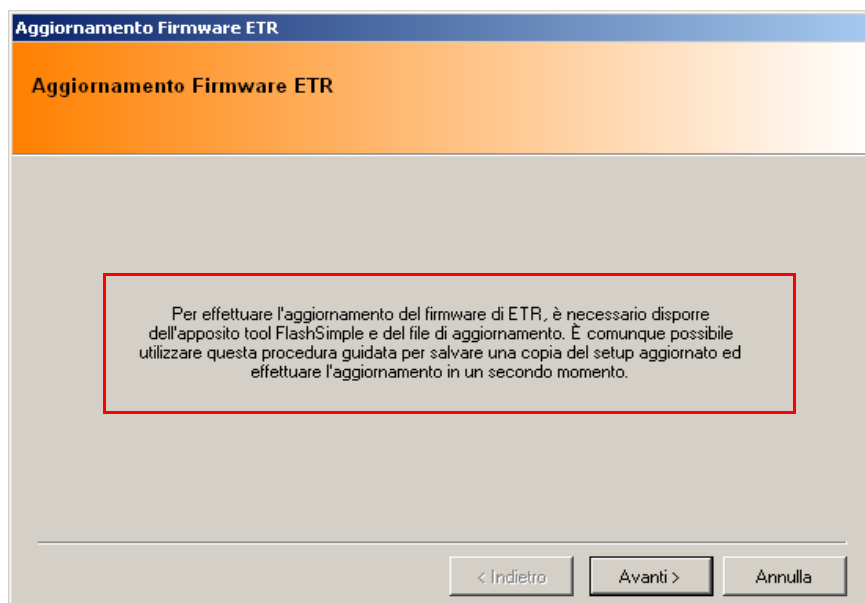 Aggiornamento Firmware ETR
Aggiornamento Firmware ETR
Per effettuare l'aggiornamento del firmware di ETR, è necessario disporre
dell'apposito tool FlashSimple e del file di aggiornamento. È comunque possibile
utilizzare questa procedura guidata per salvare una copia del setup aggiornato ed
effettuare l'aggiornamento in un secondo momento.
< Indietro
Avanti >
Annulla